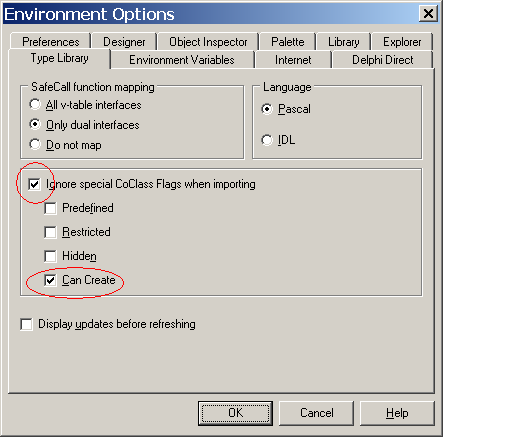 Environment Options
Preferences Designer Object Inspector Palette Library Explorer
Type Library Environment Variables Internet Delphi Direct
SafeCall function mapping Language
All v-table interfaces Pascal
Only dual interfaces
Do not map IDL
Ignore special CoClass Flags when importing
Predefined
Restricted
Hidden
Can Create
Display updates before refreshing
OK Cancel Help